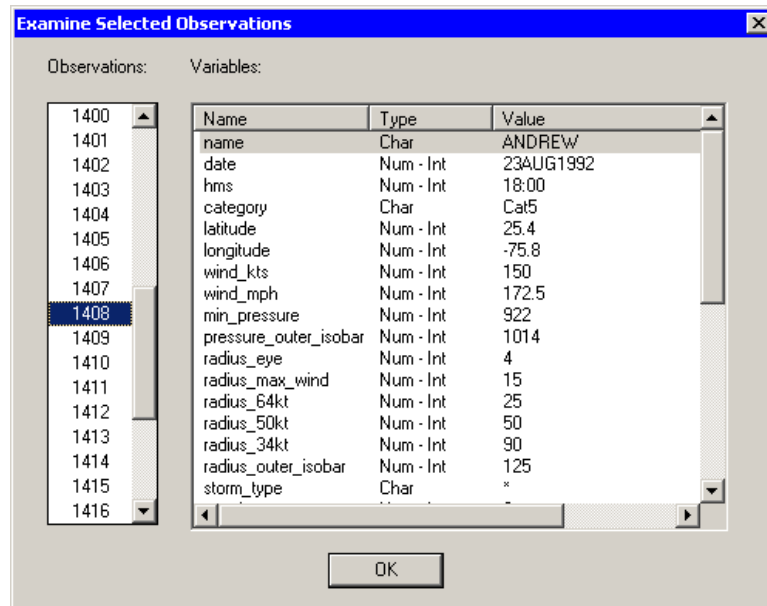 Examine Selected Observations
Observations: Variables:
1400
1401
1402
1403
1404
1405
1406
1407
1408
1409
1410
1411
1412
1413
1414
1415
1416
Name Type Value
name Char ANDREW
date Num - Int 23AUG1992
hms Num - Int 18:00
category Char Cat5
latitude Num - Int 25.4
longitude Num - Int -75.8
wind_kts Num - Int 150
wind_mph Num - Int 172.5
min_pressure Num - Int 922
pressure_outer_isobar Num - Int 1014
radius_eye Num - Int 4
radius_max_wind Num - Int 15
radius_64kt Num - Int 25
radius_50kt Num - Int 50
radius_34kt Num - Int 90
radius_outer_isobar Num - Int 125
storm_type Char *
OK